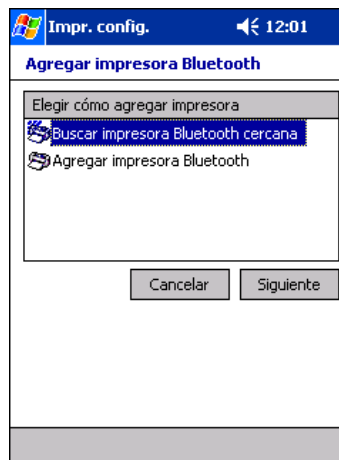 Impr. config. 12:01
Agregar impresora Bluetooth
Elegir cómo agregar impresora
Buscar impresora Bluetooth cercana
Agregar impresora Bluetooth
Cancelar Siguiente